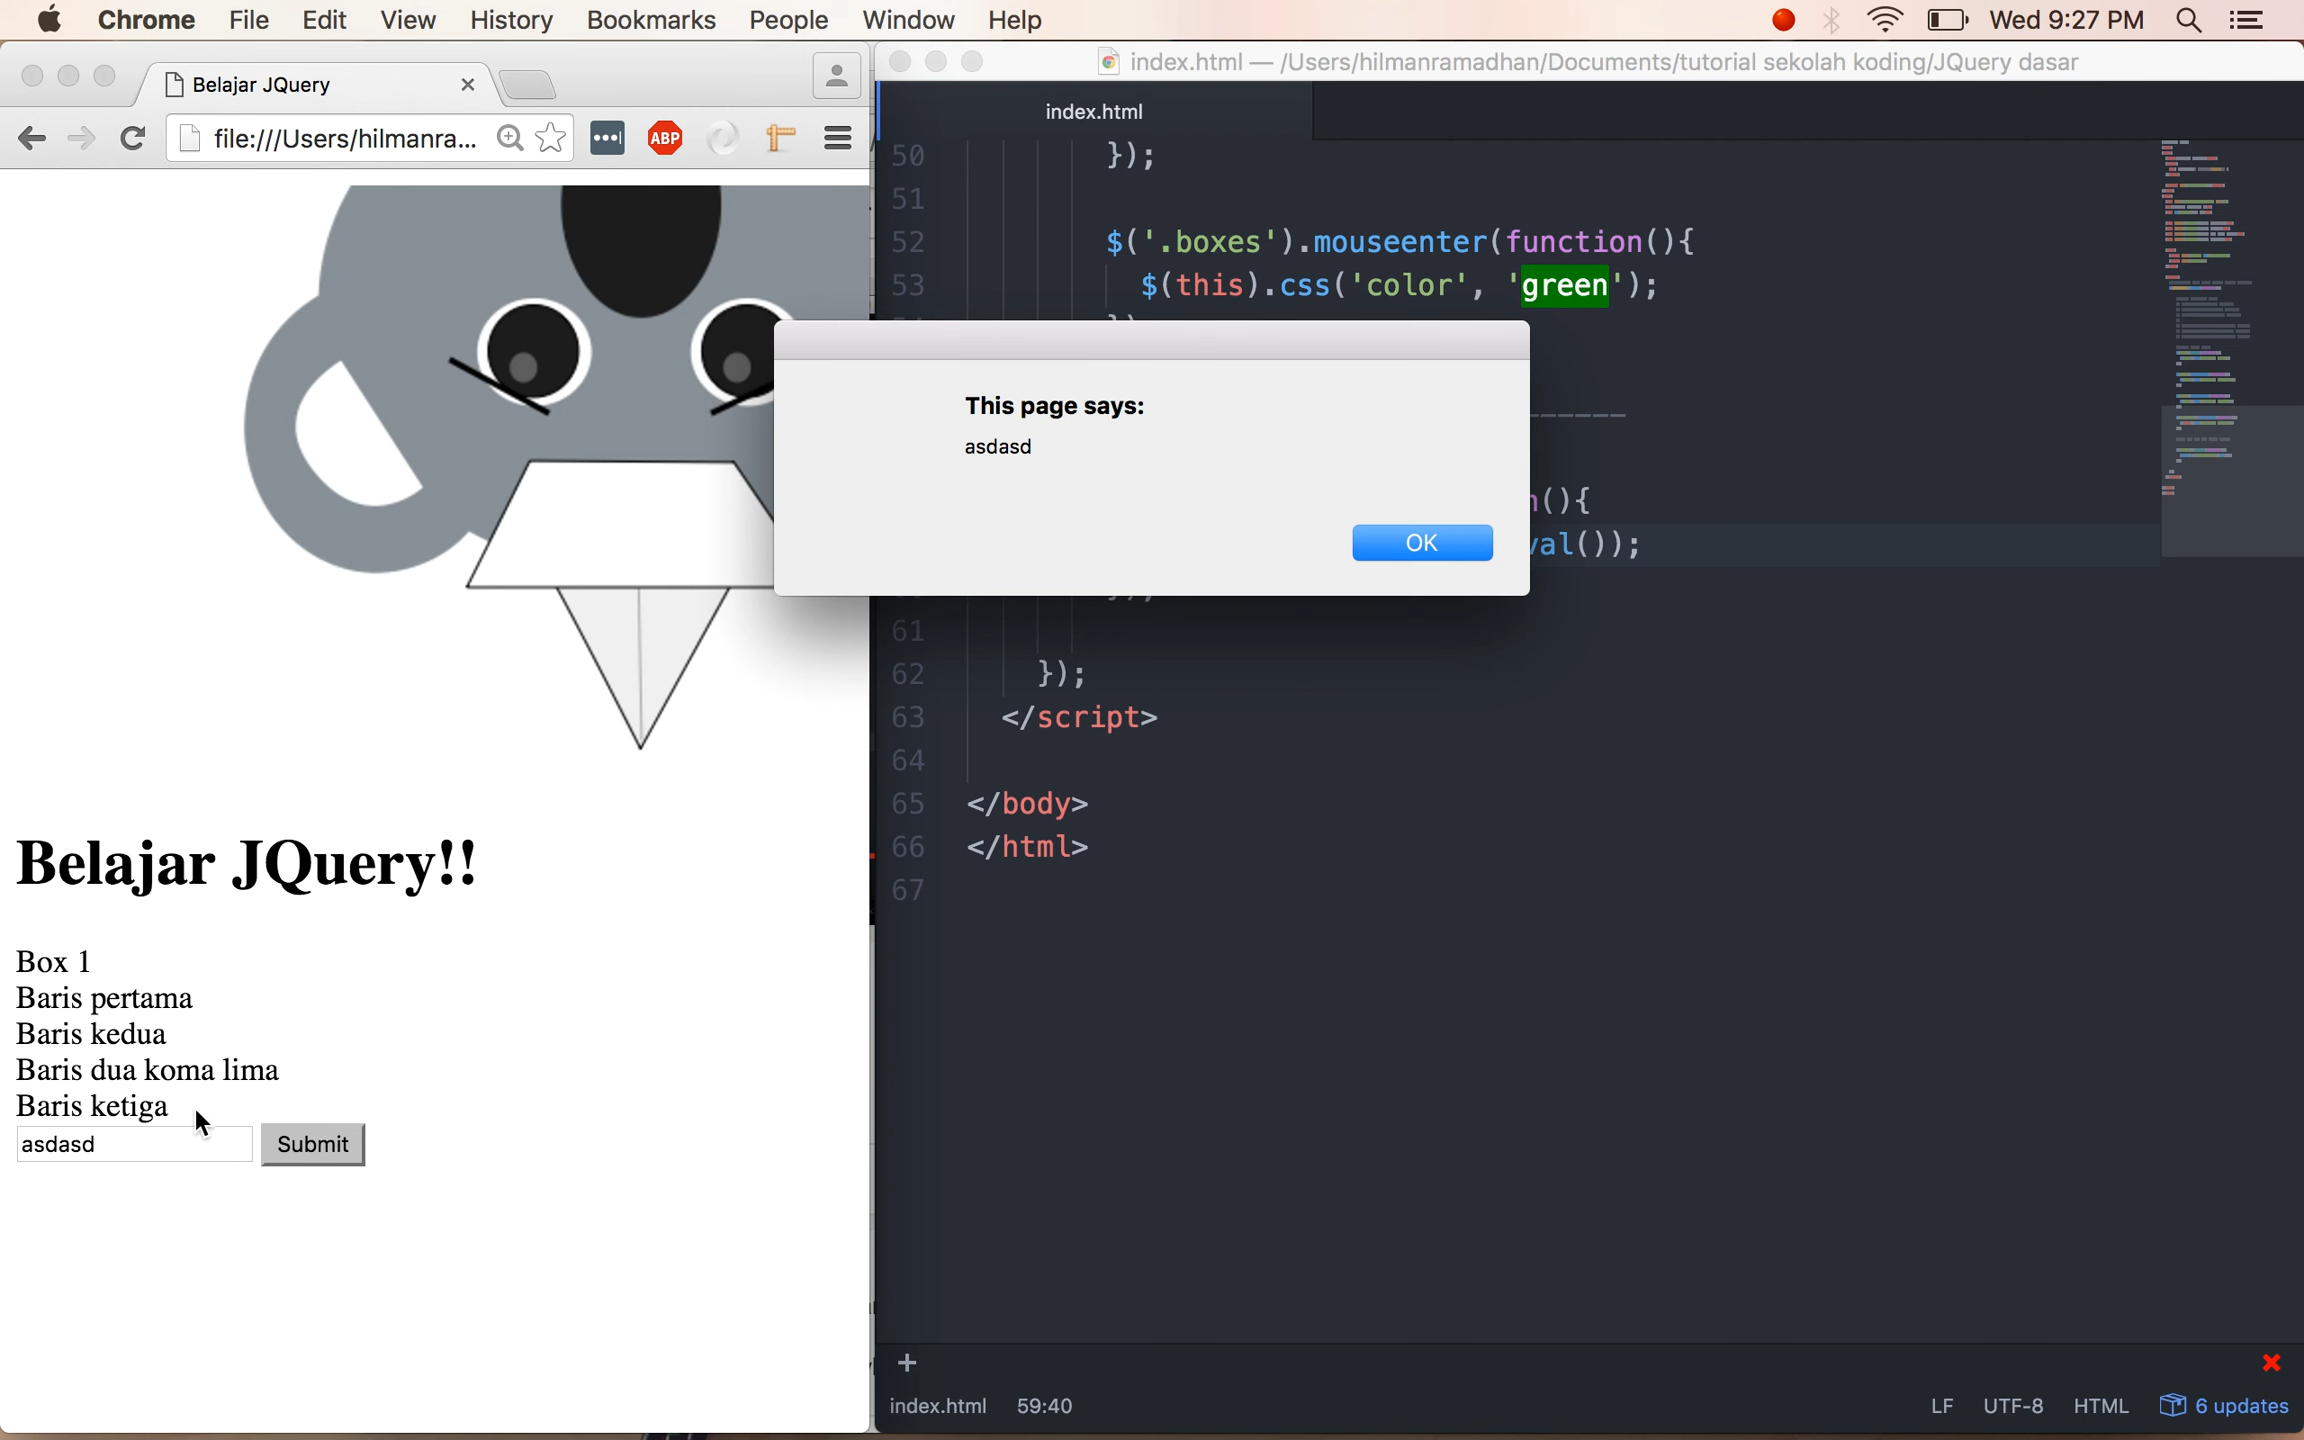 Chrome File Edit View History Bookmarks People Window Help Wed 9:27 PM
Belajar JQuery
file:///Users/hilmanra...
ABP
index.html — /Users/hilmanramadhan/Documents/tutorial sekolah koding/JQuery dasar
index.html
50 });
51
52 $('.boxes').mouseenter(function(){
53 $(this).css('color', 'green');
This page says:
asdasd
OK
(){
val());
61
62 });
63 </script>
64
65 </body>
66 </html>
67
Belajar JQuery!!
Box 1
Baris pertama
Baris kedua
Baris dua koma lima
Baris ketiga
asdasd Submit
index.html 59:40 LF UTF-8 HTML 6 updates